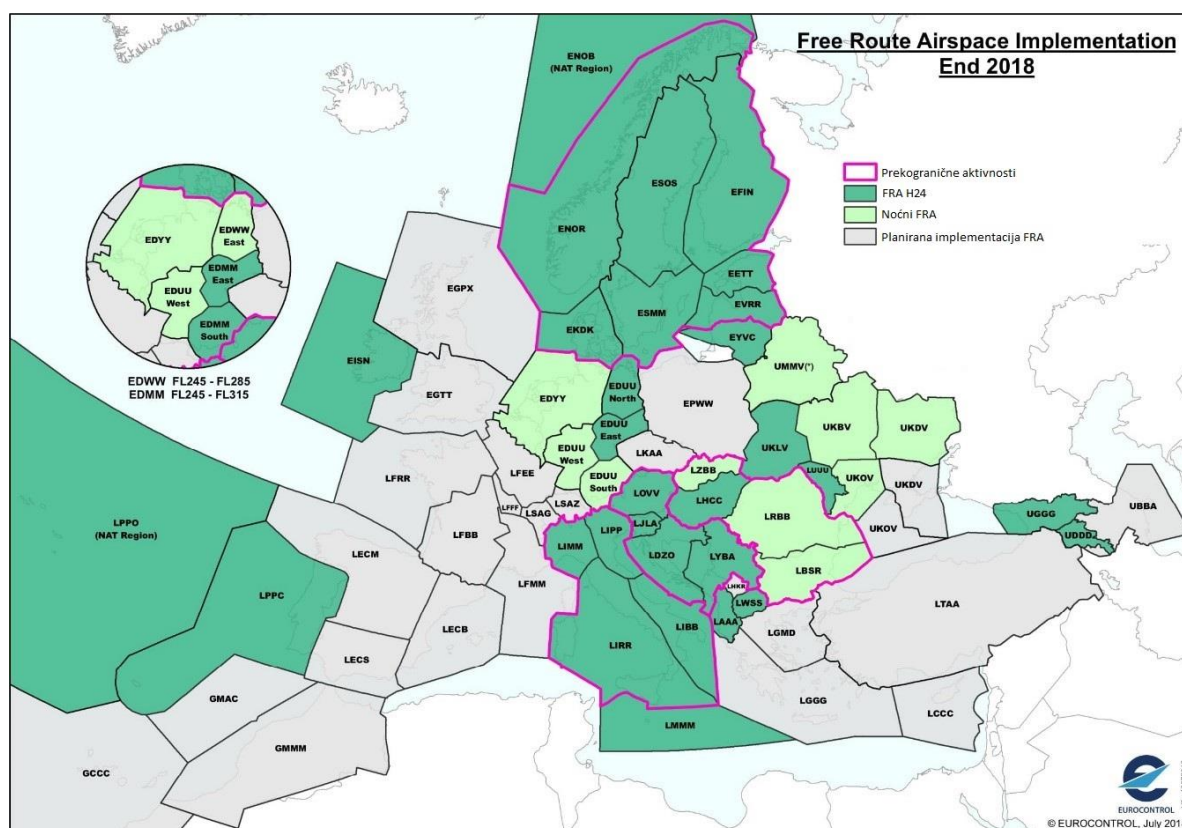 Free Route Airspace Implementation
End 2018
Prekogranične aktivnosti
FRA H24
Noćni FRA
Planirana implementacija FRA
ENOB
(NAT Region)
ESOS
EFIN
ENOR
EETT
EVRR
ESMM
EKDK
EYVC
EGPX
EISN
EGTT
EDYY
EDWW
East
EDMM
East
EDUU
West
EDMM
South
EDWW FL245 - FL285
EDMM FL245 - FL315
UMMV(*)
EDYY
EDUU
North
EPWW
EDUU
East
UKLV
UKBV
UKDV
EDUU
West
LKAA
LZBB
LUUU
UKOV
UKDV
EDUU
South
LFRR
LFEE
LFFF
LSAG
LSAZ
LOVV
LHCC
LRBB
UKOV
UGGG
UDDD
UBBA
LPPO
(NAT Region)
LECM
LFBB
LIMM
LIPP
LJLA
LDZO
LYBA
LBSR
LFMM
LPPC
LHKR
LWSS
LAAA
LGMD
LTAA
LECB
LIRR
LIBB
LECS
GMAC
LGGG
LCCC
LMMM
GMMM
GCCC
EUROCONTROL
© EUROCONTROL, July 201